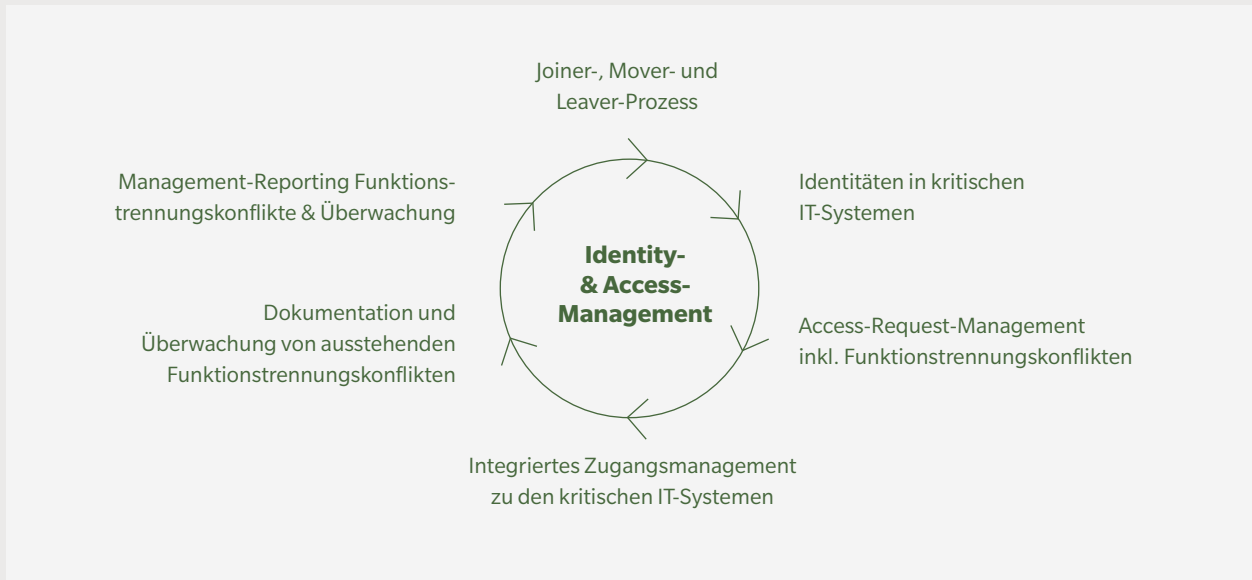 Joiner-, Mover- und
Leaver-Prozess
Identitäten in kritischen
IT-Systemen
Access-Request-Management
inkl. Funktionstrennungskonflikten
Integriertes Zugangsmanagement
zu den kritischen IT-Systemen
Dokumentation und
Überwachung von ausstehenden
Funktionstrennungskonflikten
Management-Reporting Funktions-
trennungskonflikte & Überwachung
Identity-
& Access-
Management